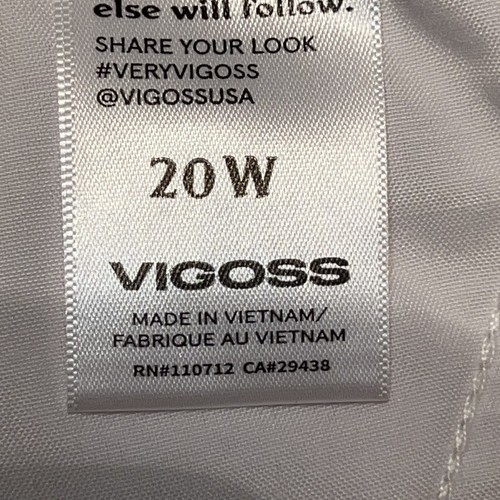 else will follow.
SHARE YOUR LOOK
#VERYVIGOSS
@VIGOSSUSA
20W
VIGOSS
MADE IN VIETNAM/
FABRIQUE AU VIETNAM
RN#110712 CA#29438